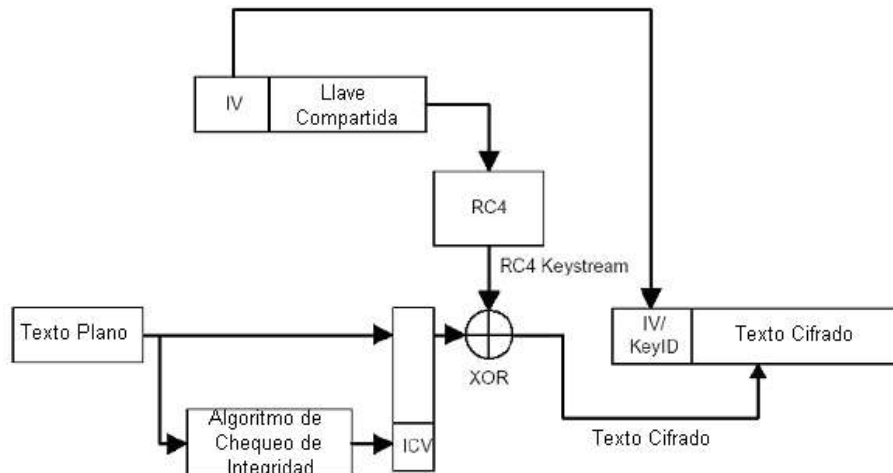 IV
Llave
Compartida
RC4
RC4 Keystream
Texto Plano
IV/
KeyID
Texto Cifrado
XOR
Algoritmo de
Chequeo de
Integridad
ICV
Texto Cifrado